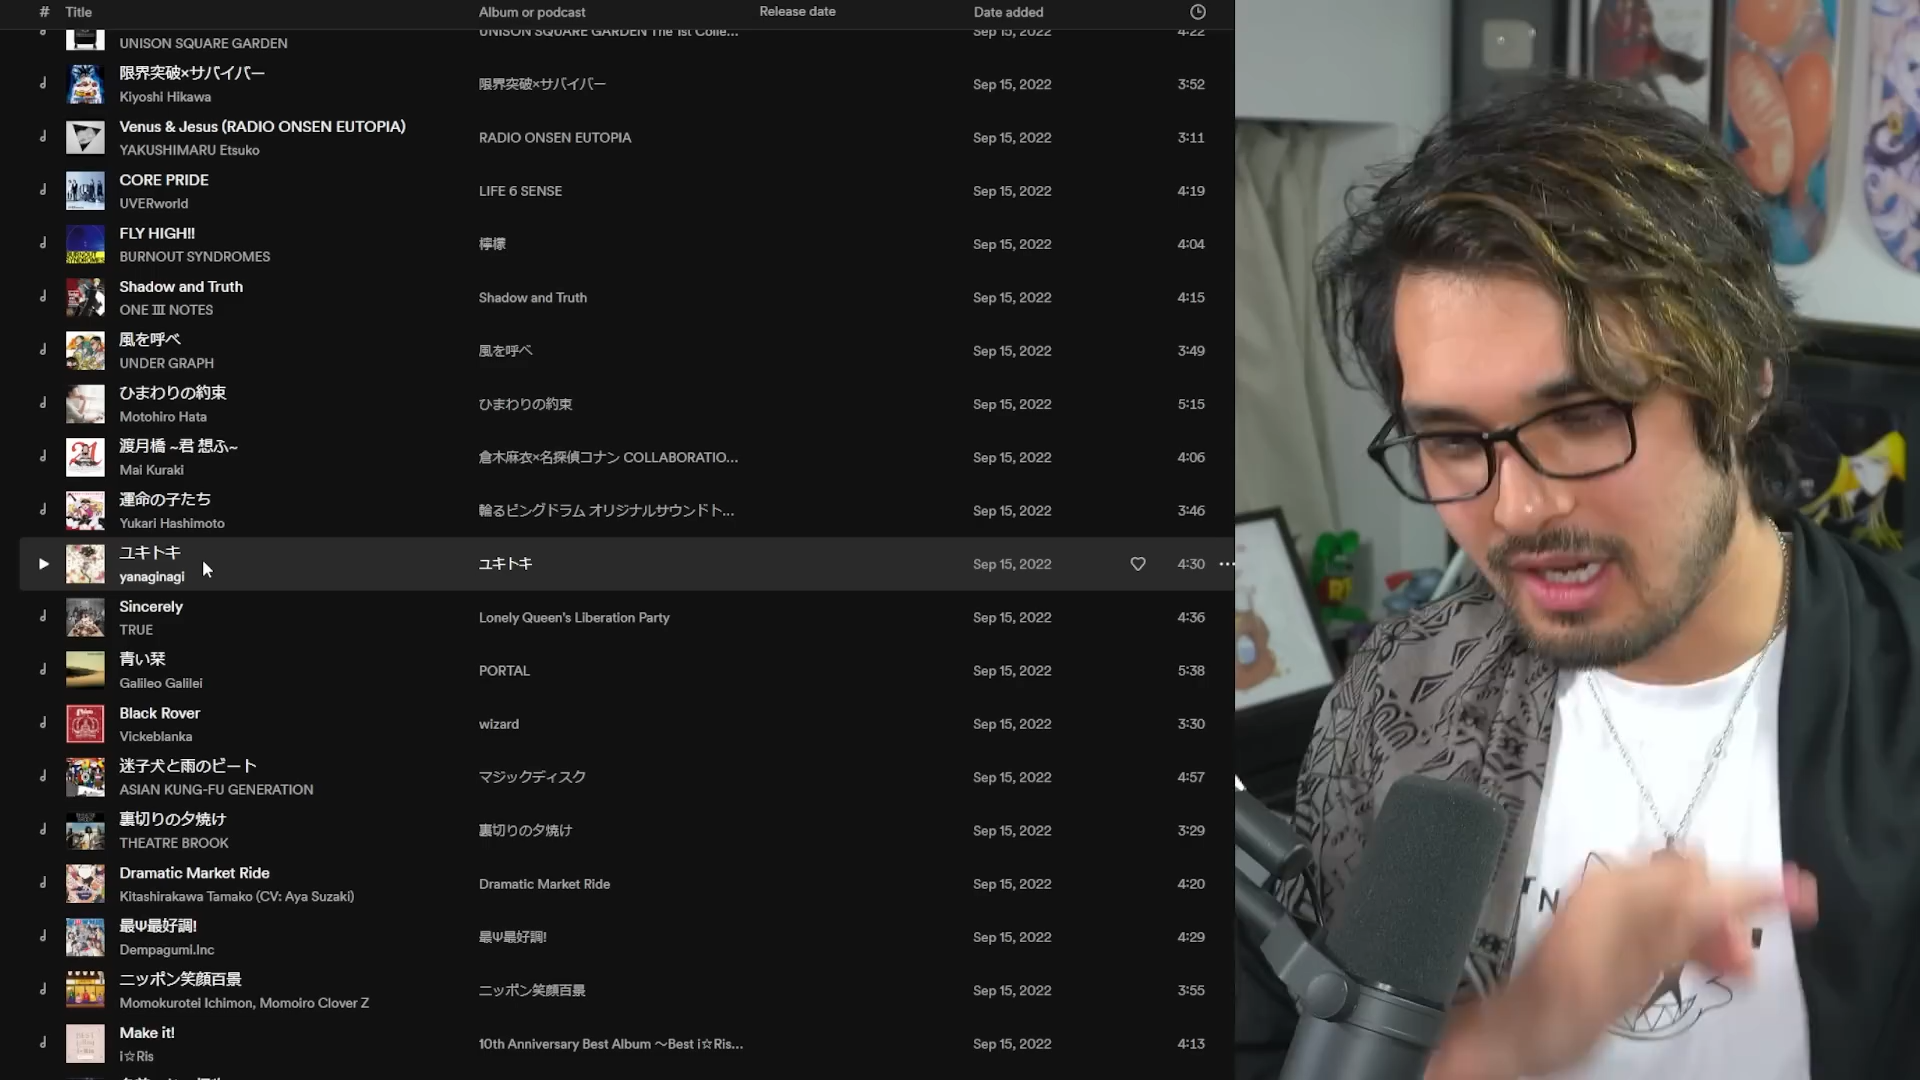 # Title Album or podcast Release date Date added
UNISON SQUARE GARDEN UNISON SQUARE GARDEN The 1st Colle... Sep 15, 2022 4:22
限界突破×サバイバー
Kiyoshi Hikawa 限界突破×サバイバー Sep 15, 2022 3:52
Venus & Jesus (RADIO ONSEN EUTOPIA)
YAKUSHIMARU Etsuko RADIO ONSEN EUTOPIA Sep 15, 2022 3:11
CORE PRIDE
UVERworld LIFE 6 SENSE Sep 15, 2022 4:19
FLY HIGH!!
BURNOUT SYNDROMES 檸檬 Sep 15, 2022 4:04
Shadow and Truth
ONE III NOTES Shadow and Truth Sep 15, 2022 4:15
風を呼べ
UNDER GRAPH 風を呼べ Sep 15, 2022 3:49
ひまわりの約束
Motohiro Hata ひまわりの約束 Sep 15, 2022 5:15
渡月橋 ~君 想ふ~
Mai Kuraki 倉木麻衣×名探偵コナン COLLABORATIO... Sep 15, 2022 4:06
運命の子たち
Yukari Hashimoto 輪るピングドラム オリジナルサウンドト... Sep 15, 2022 3:46
ユキトキ
yanaginagi ユキトキ Sep 15, 2022 4:30
Sincerely
TRUE Lonely Queen's Liberation Party Sep 15, 2022 4:36
青い栞
Galileo Galilei PORTAL Sep 15, 2022 5:38
Black Rover
Vickeblanka wizard Sep 15, 2022 3:30
迷子犬と雨のビート
ASIAN KUNG-FU GENERATION マジックディスク Sep 15, 2022 4:57
裏切りの夕焼け
THEATRE BROOK 裏切りの夕焼け Sep 15, 2022 3:29
Dramatic Market Ride
Kitashirakawa Tamako (CV: Aya Suzaki) Dramatic Market Ride Sep 15, 2022 4:20
最Ψ最好調!
Dempagumi.Inc 最Ψ最好調! Sep 15, 2022 4:29
ニッポン笑顔百景
Momokurotei Ichimon, Momoiro Clover Z ニッポン笑顔百景 Sep 15, 2022 3:55
Make it!
i☆Ris 10th Anniversary Best Album 〜Best i☆Ris... Sep 15, 2022 4:13